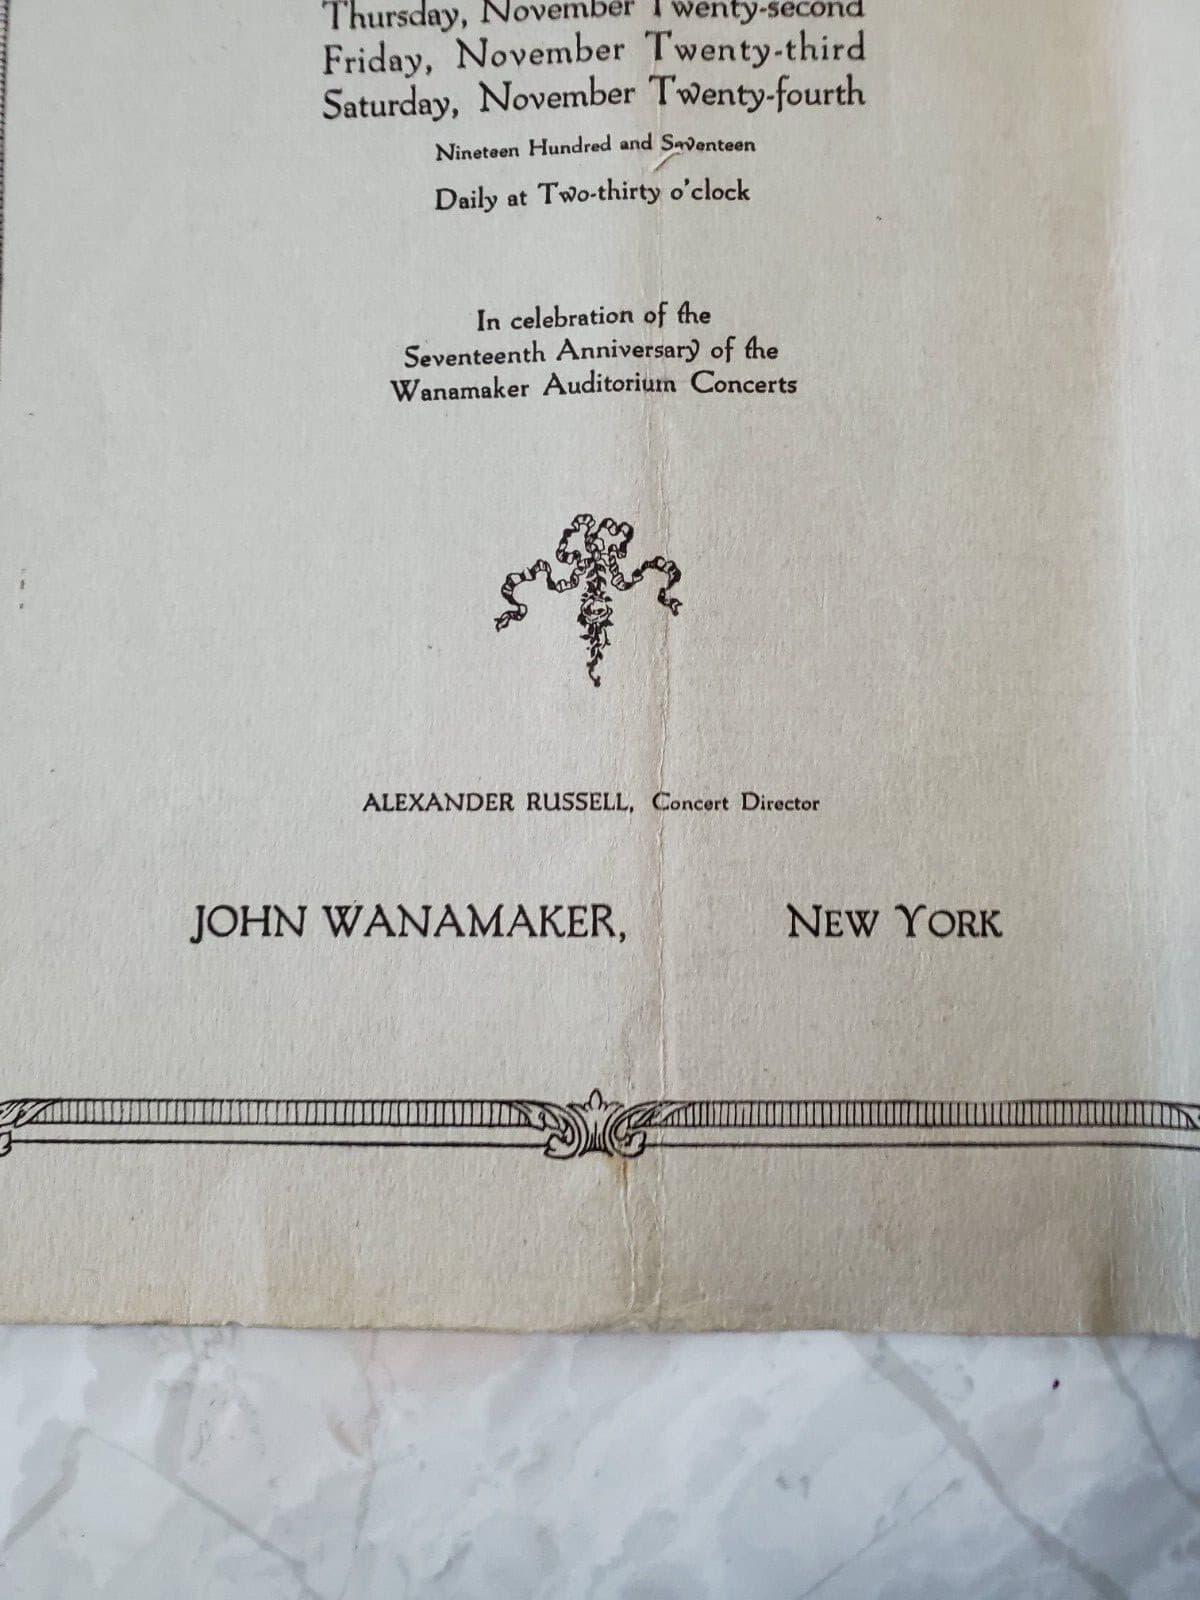 Thursday, November Twenty-second
Friday, November Twenty-third
Saturday, November Twenty-fourth
Nineteen Hundred and Seventeen
Daily at Two-thirty o'clock
In celebration of the
Seventeenth Anniversary of the
Wanamaker Auditorium Concerts
ALEXANDER RUSSELL, Concert Director
JOHN WANAMAKER, NEW YORK